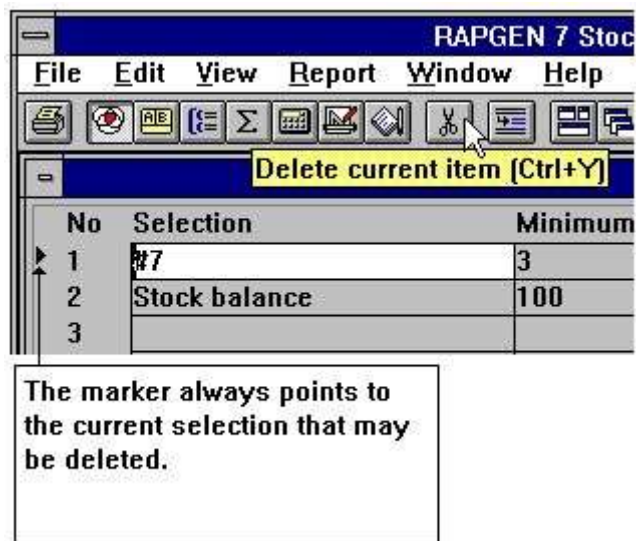 RAPGEN 7 Stoc
File Edit View Report Window Help
Delete current item (Ctrl+Y)
No Selection Minimum
1 #7 3
2 Stock balance 100
3
The marker always points to
the current selection that may
be deleted.